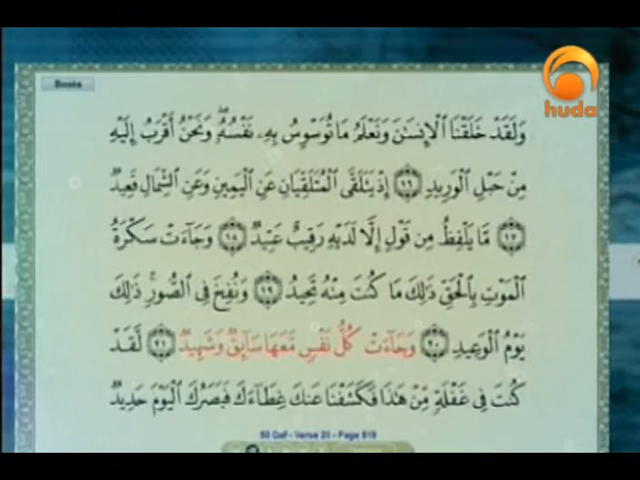 Books
huda
وَلَقَدْ خَلَقْنَا ٱلْإِنسَٰنَ وَنَعْلَمُ مَا تُوَسْوِسُ بِهِۦ نَفْسُهُۥ ۖ وَنَحْنُ أَقْرَبُ إِلَيْهِ
مِنْ حَبْلِ ٱلْوَرِيدِ ١٦ إِذْ يَتَلَقَّى ٱلْمُتَلَقِّيَانِ عَنِ ٱلْيَمِينِ وَعَنِ ٱلشِّمَالِ قَعِيدٌ
١٧ مَّا يَلْفِظُ مِن قَوْلٍ إِلَّا لَدَيْهِ رَقِيبٌ عَتِيدٌ ١٨ وَجَآءَتْ سَكْرَةُ
ٱلْمَوْتِ بِٱلْحَقِّ ۖ ذَٰلِكَ مَا كُنتَ مِنْهُ تَحِيدُ ١٩ وَنُفِخَ فِى ٱلصُّورِ ۚ ذَٰلِكَ
يَوْمُ ٱلْوَعِيدِ ٢٠ وَجَآءَتْ كُلُّ نَفْسٍ مَّعَهَا سَآئِقٌ وَشَهِيدٌ ٢١ لَّقَدْ
كُنتَ فِى غَفْلَةٍ مِّنْ هَٰذَا فَكَشَفْنَا عَنكَ غِطَآءَكَ فَبَصَرُكَ ٱلْيَوْمَ حَدِيدٌ
50 Qaf - Verse 21 - Page 519